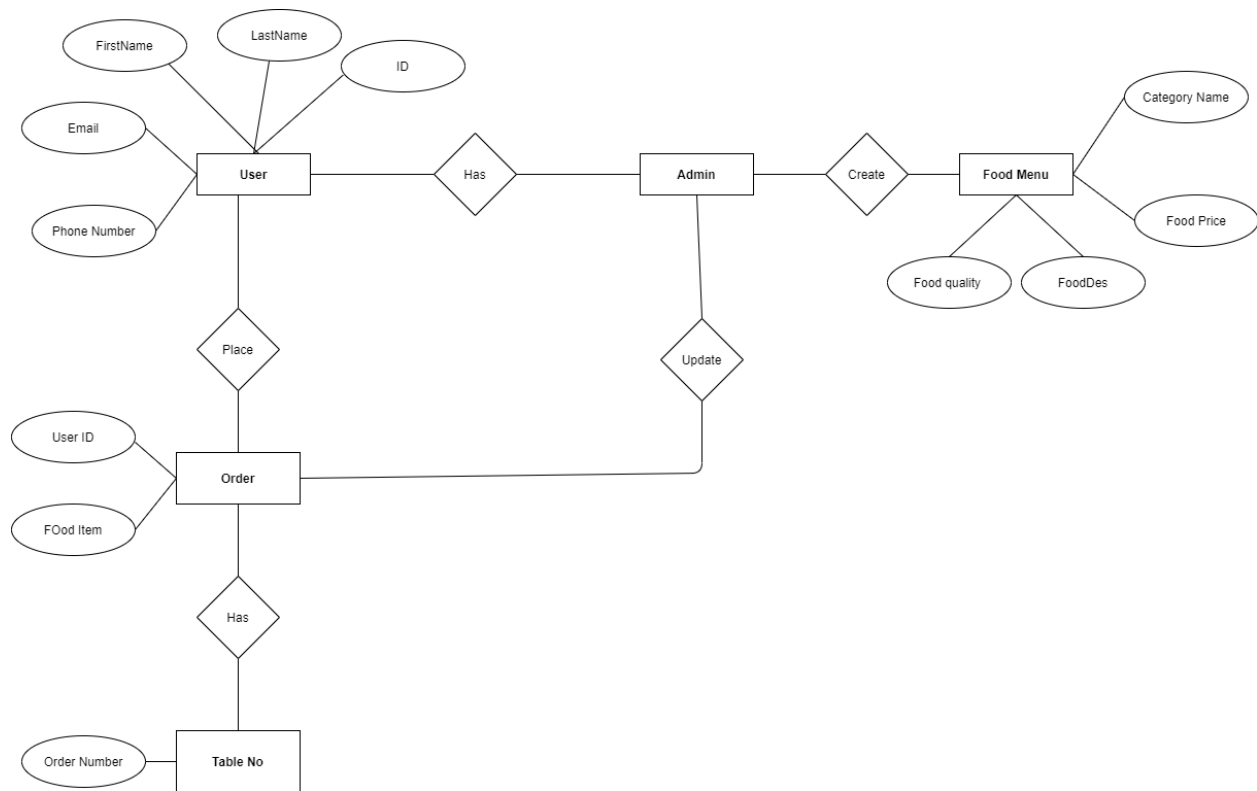 LastName
FirstName
ID
Category Name
Email
User
Has
Admin
Create
Food Menu
Phone Number
Food Price
Food quality
FoodDes
Place
Update
User ID
Order
FOod Item
Has
Order Number
Table No